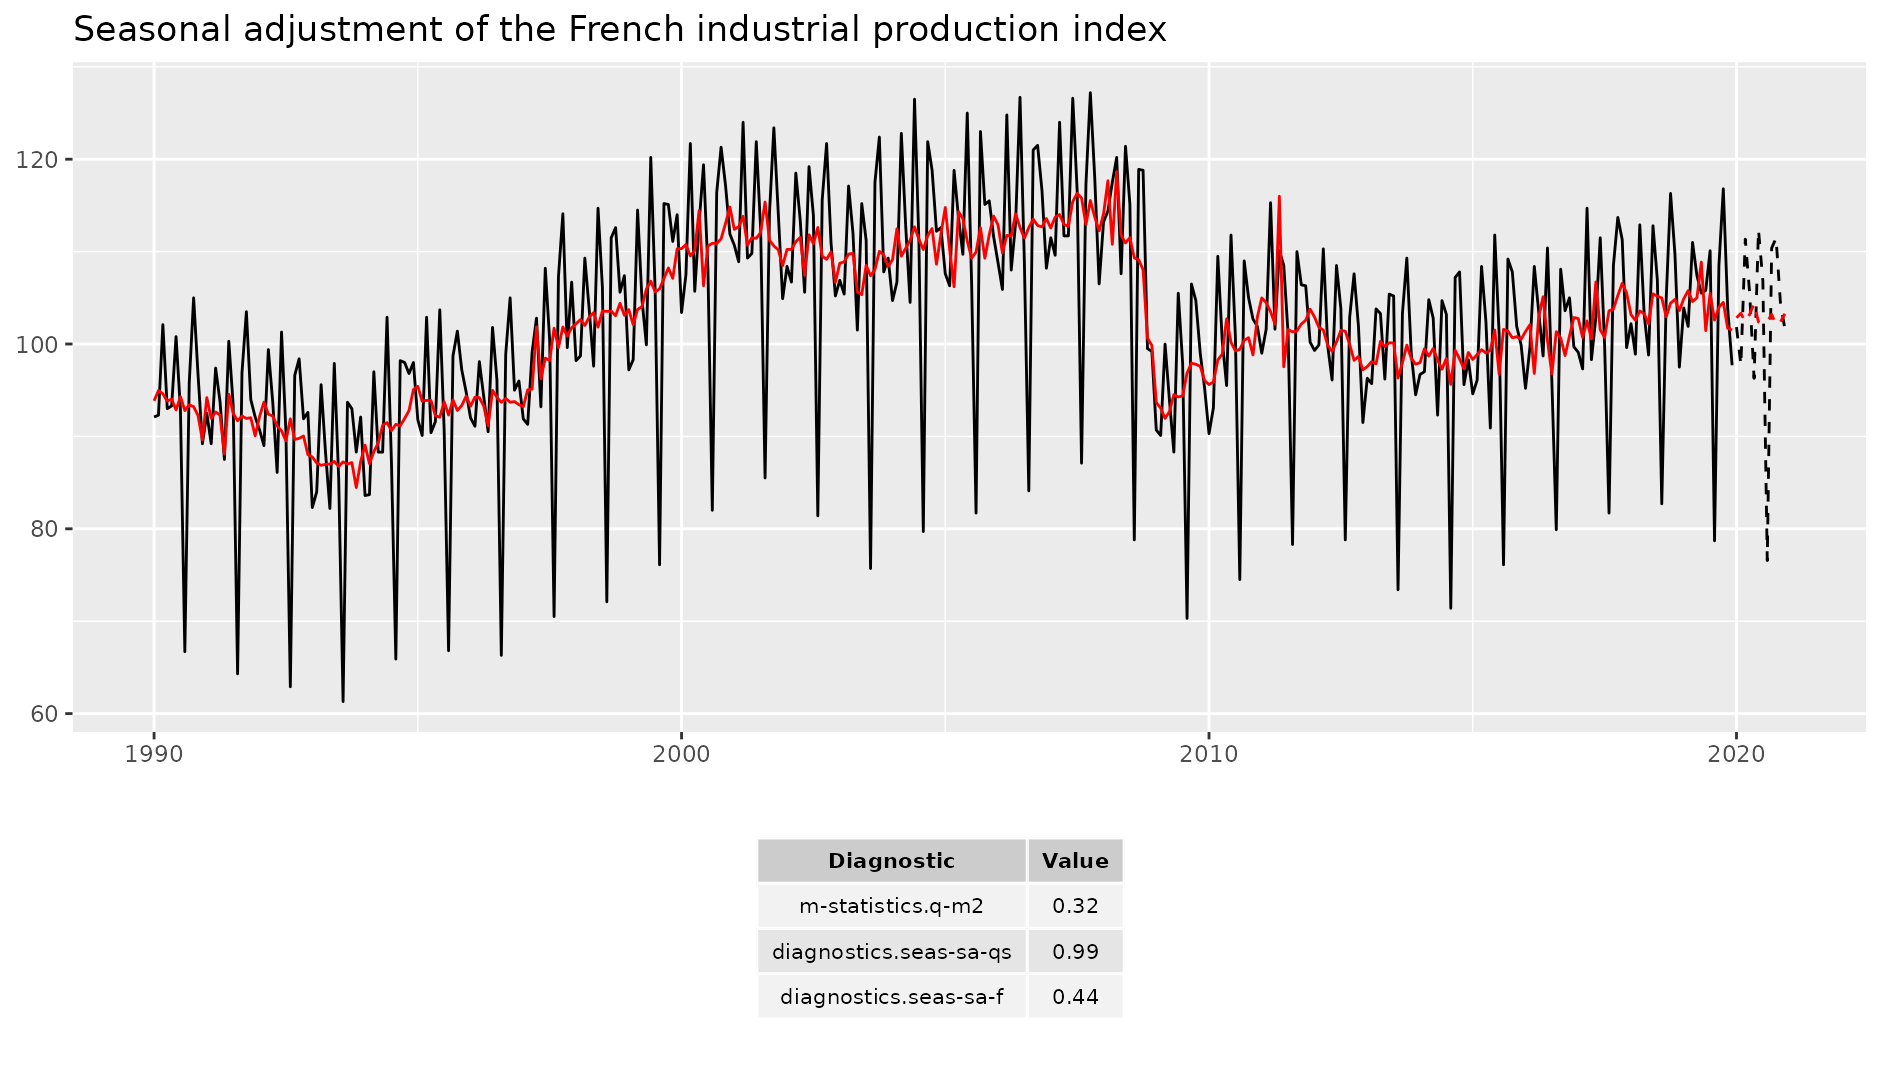 Seasonal adjustment of the French industrial production index
120
100
80
60
1990 2000 2010 2020
Diagnostic Value
m-statistics.q-m2 0.32
diagnostics.seas-sa-qs 0.99
diagnostics.seas-sa-f 0.44